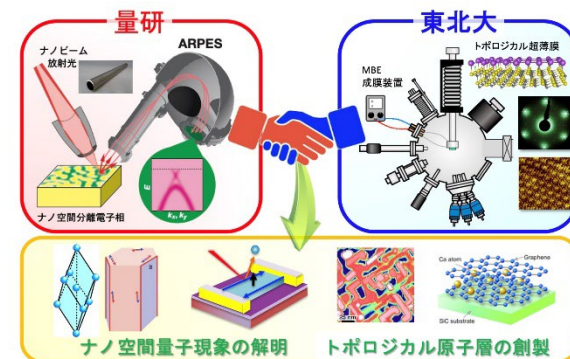 量研
東北大
ナノビーム
放射光
ARPES
MBE
成膜装置
トポロジカル超薄膜
E
kx, ky
ナノ空間分離電子相
Ca atom
Graphene
SiC substrate
ナノ空間量子現象の解明
トポロジカル原子層の創製